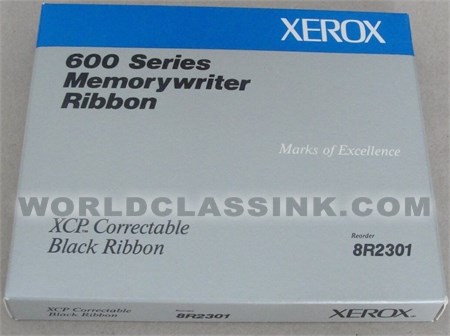 XEROX
600 Series
Memorywriter
Ribbon
Marks of Excellence
WORLDCLASSINK.COM
XCP Correctable
Black Ribbon
Reorder
8R2301
XCP Correctable
Black Ribbon
Reorder
8R2301
XEROX